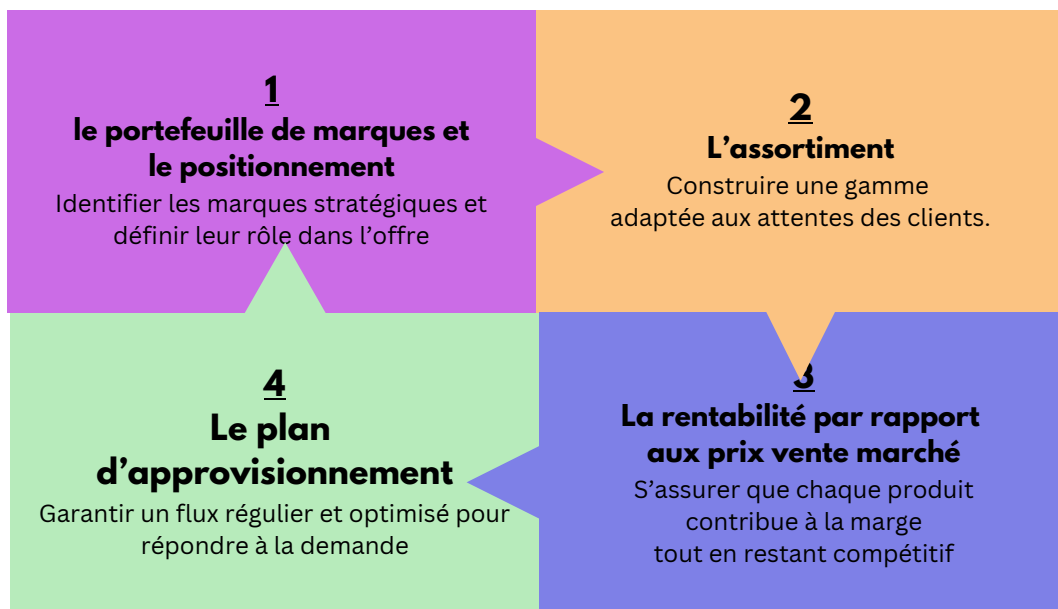 1
le portefeuille de marques et
le positionnement
Identifier les marques stratégiques et
définir leur rôle dans l’offre
2
L’assortiment
Construire une gamme
adaptée aux attentes des clients.
3
La rentabilité par rapport
aux prix vente marché
S’assurer que chaque produit
contribue à la marge
tout en restant compétitif
4
Le plan
d’approvisionnement
Garantir un flux régulier et optimisé pour
répondre à la demande